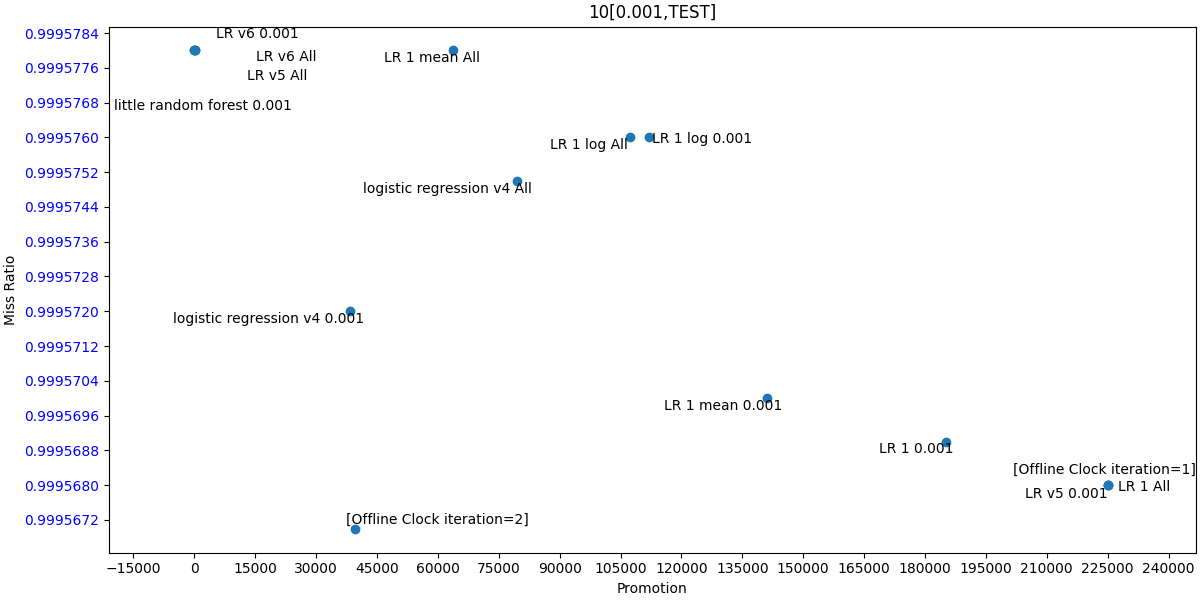 10[0.001,TEST]
0.9995784
LR v6 0.001
LR v6 All
LR 1 mean All
0.9995776
LR v5 All
0.9995768
little random forest 0.001
0.9995760
LR 1 log All
LR 1 log 0.001
0.9995752
logistic regression v4 All
0.9995744
0.9995736
0.9995728
Miss Ratio
0.9995720
logistic regression v4 0.001
0.9995712
0.9995704
LR 1 mean 0.001
0.9995696
0.9995688
LR 1 0.001
[Offline Clock iteration=1]
0.9995680
LR v5 0.001
LR 1 All
0.9995672
[Offline Clock iteration=2]
−15000 0 15000 30000 45000 60000 75000 90000 105000 120000 135000 150000 165000 180000 195000 210000 225000 240000
Promotion